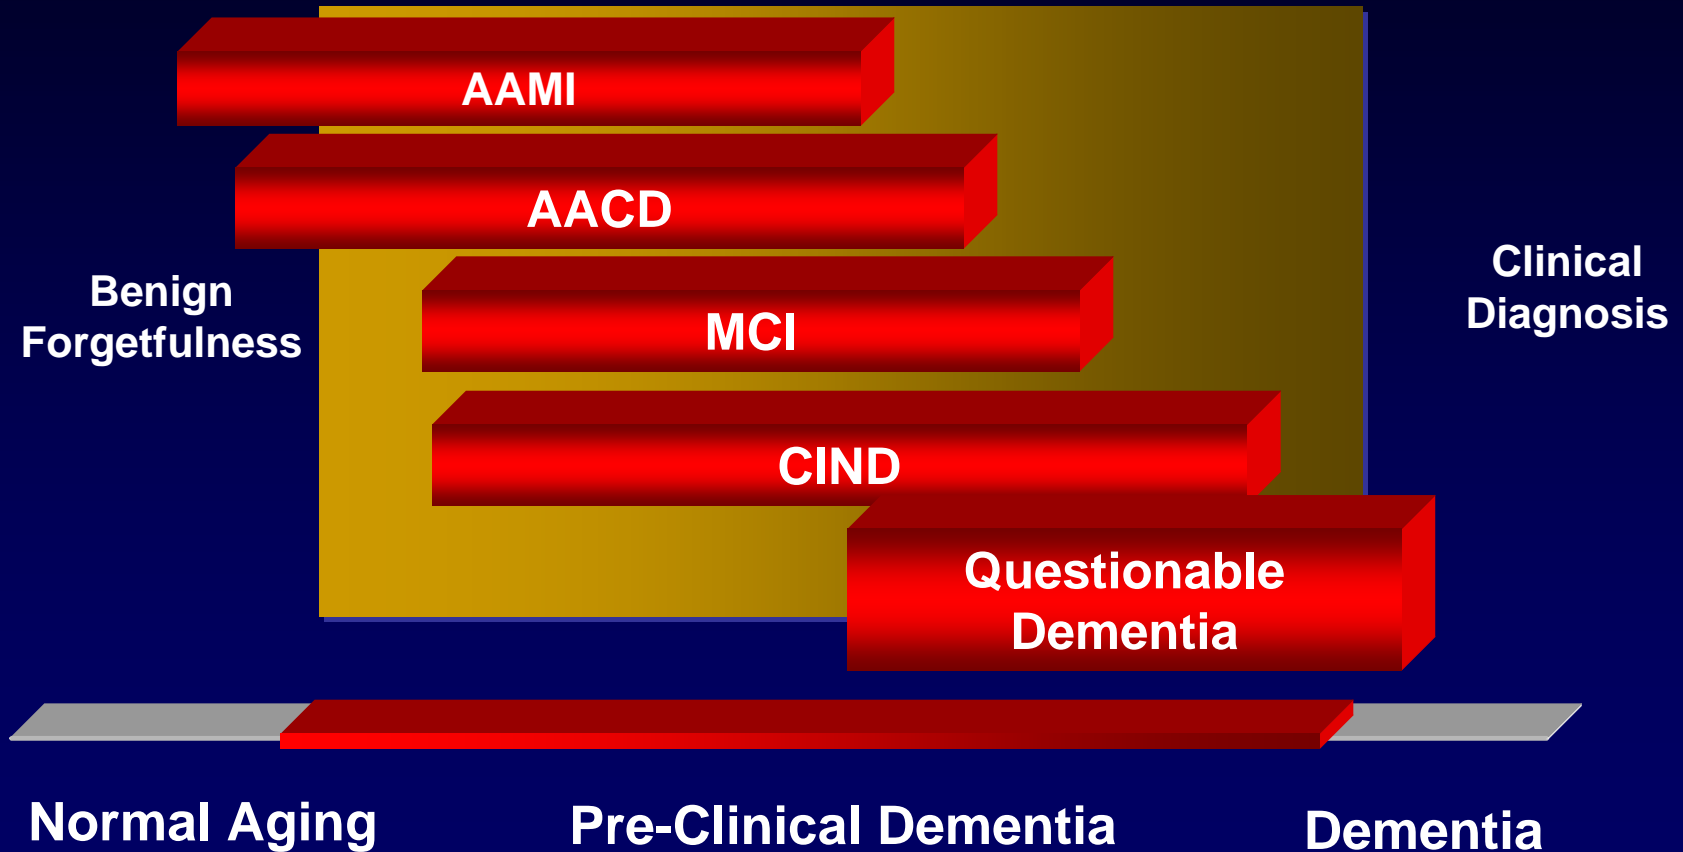 AAMI
AACD
Benign
Forgetfulness
MCI
Clinical
Diagnosis
CIND
Questionable
Dementia
Normal Aging
Pre-Clinical Dementia
Dementia